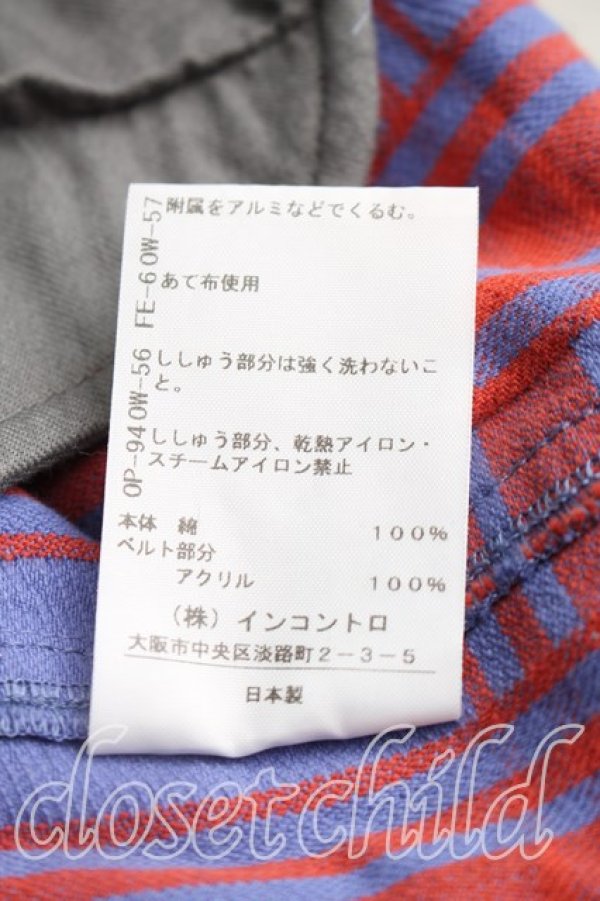 附属をアルミなどでくるむ。
あて布使用
ししゅう部分は強く洗わないこ
と。
ししゅう部分、乾熱アイロン・
スチームアイロン禁止
OP-940W-56 FE-60W-57
本体 綿 100%
ベルト部分
アクリル 100%
(株)インコントロ
大阪市中央区淡路町2-3-5
日本製
closet child